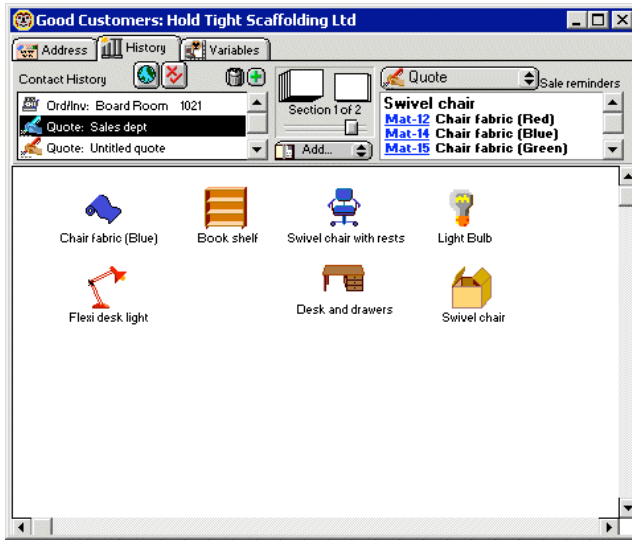 Good Customers: Hold Tight Scaffolding Ltd
Address History Variables
Contact History
Quote
Sale reminders
Ord/Inv: Board Room 1021
Quote: Sales dept
Quote: Untitled quote
Section 1 of 2
Add...
Swivel chair
Mat-12 Chair fabric (Red)
Mat-14 Chair fabric (Blue)
Mat-15 Chair fabric (Green)
Chair fabric (Blue) Book shelf Swivel chair with rests Light Bulb
Flexi desk light Desk and drawers Swivel chair